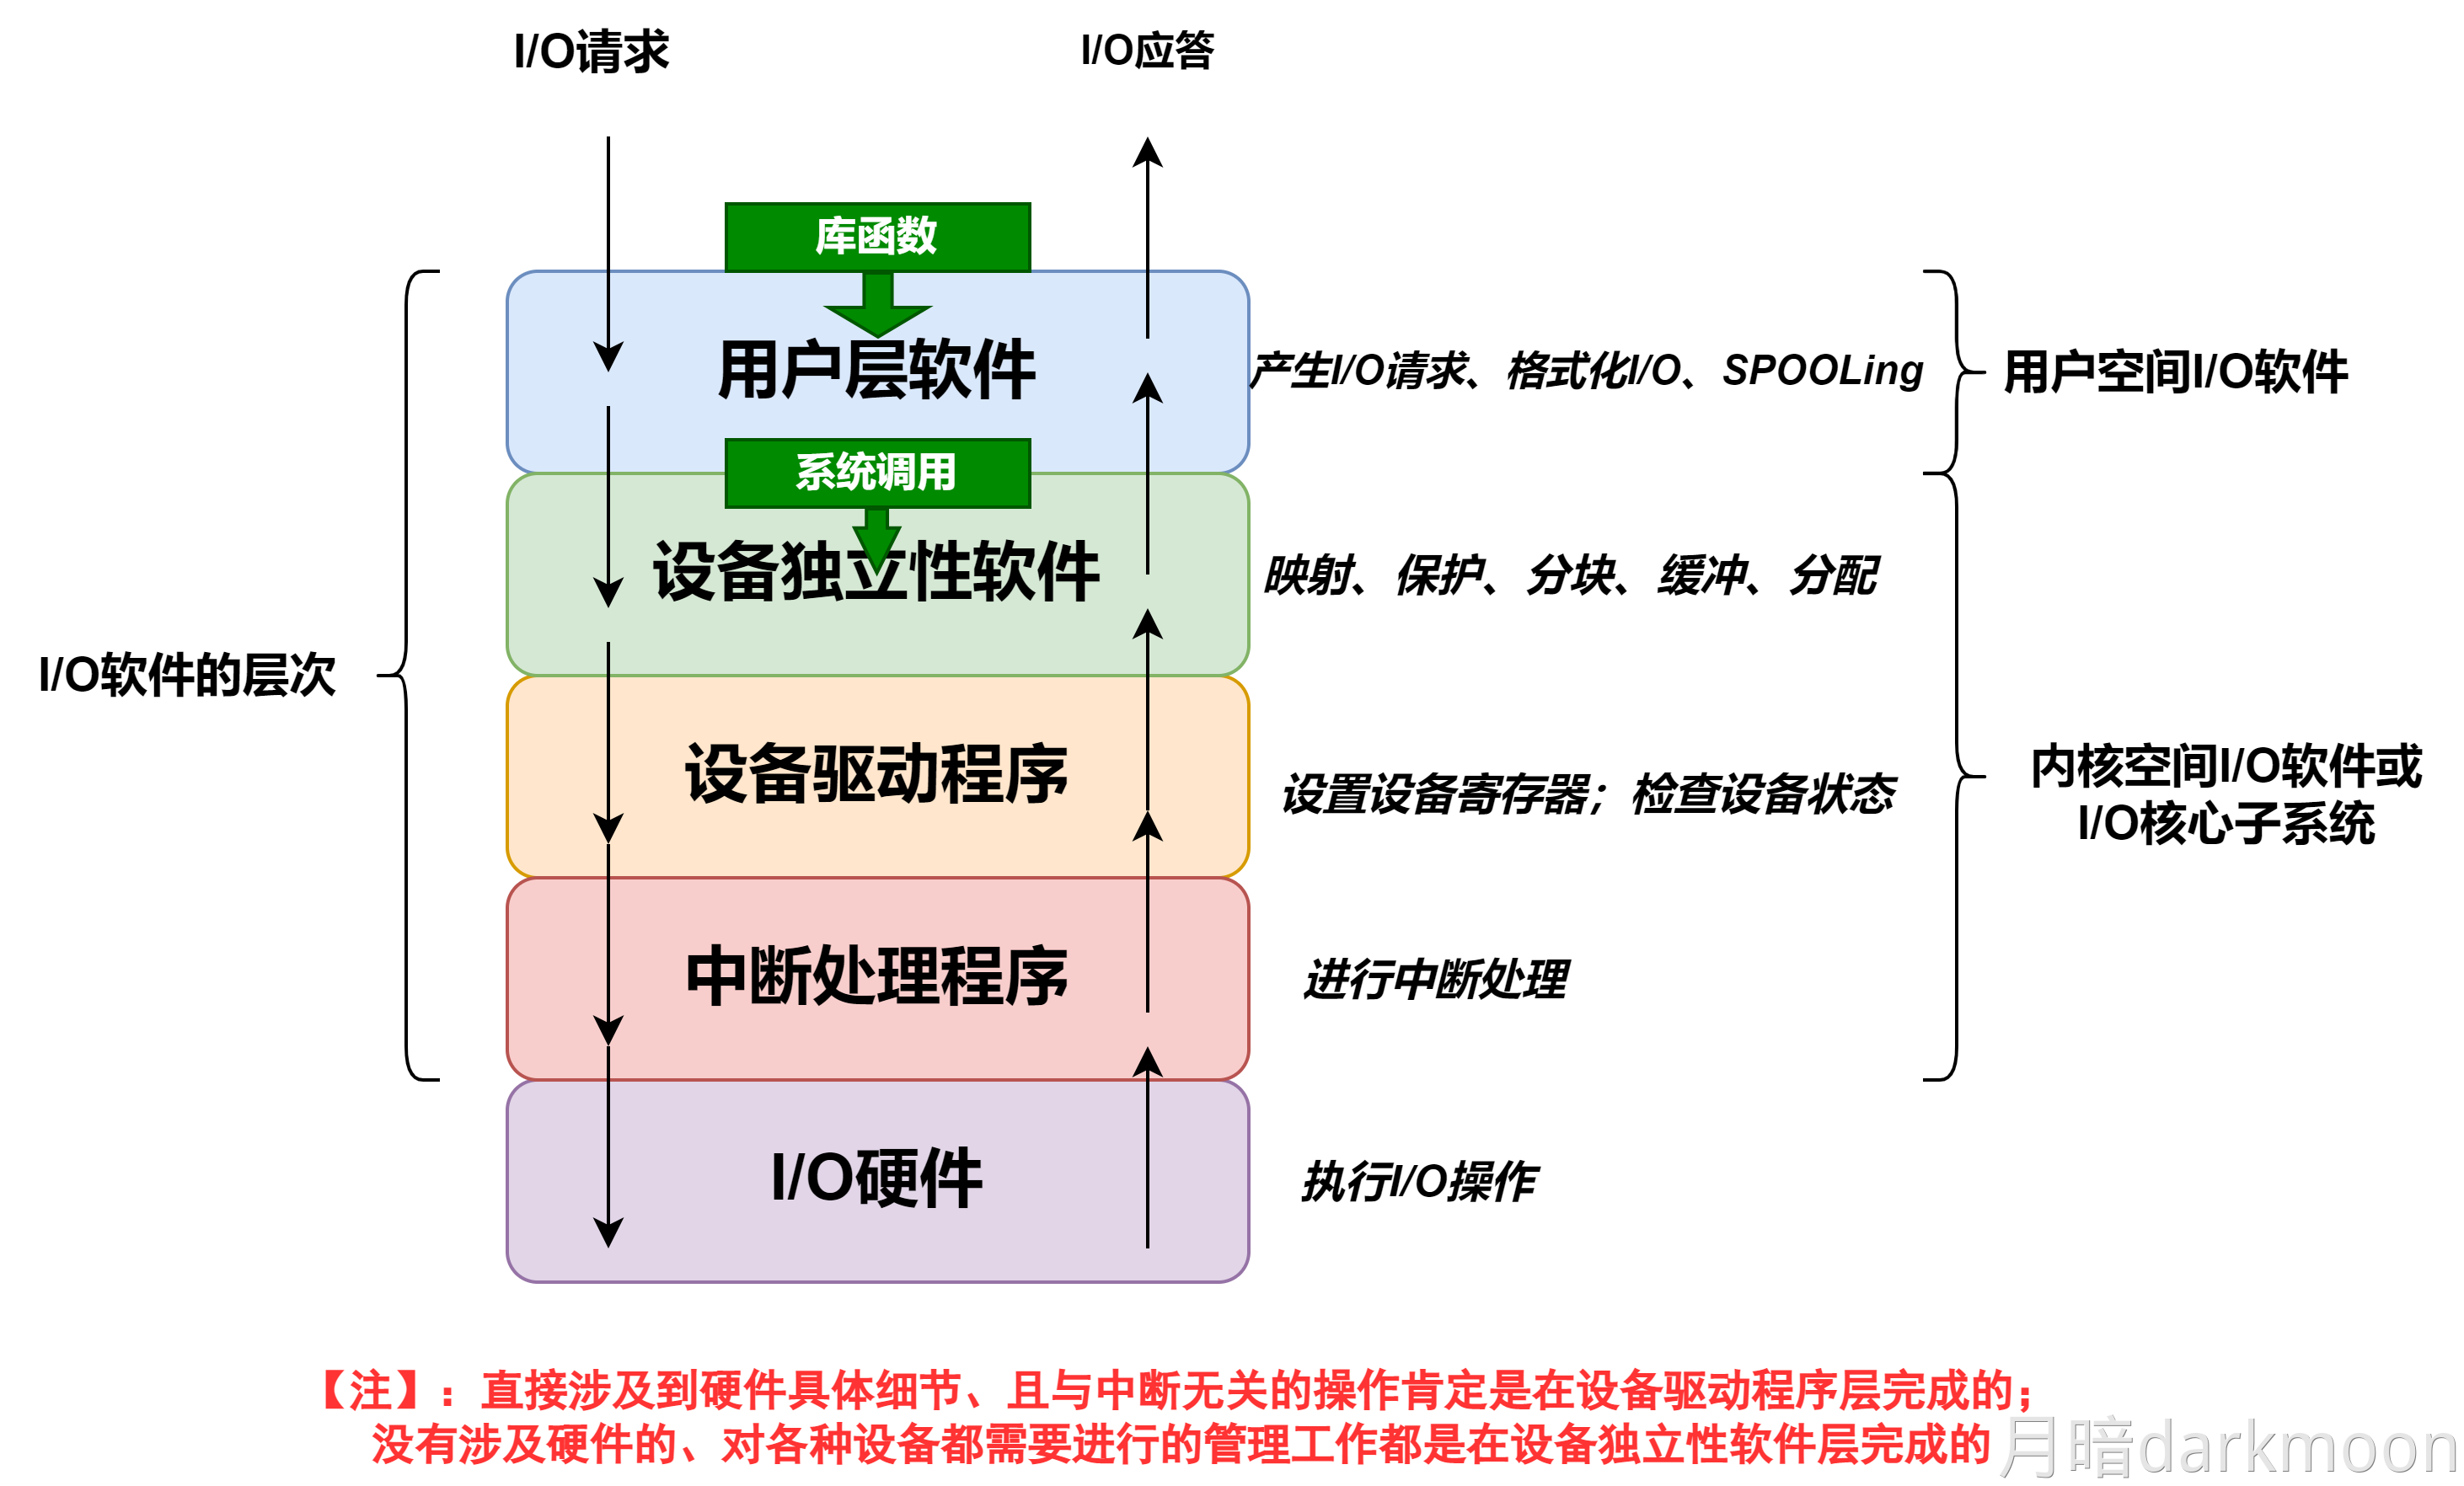 I/O请求
I/O应答
库函数
用户层软件
产生I/O请求、格式化I/O、SPOOLing
用户空间I/O软件
系统调用
设备独立性软件
映射、保护、分块、缓冲、分配
I/O软件的层次
设备驱动程序
设置设备寄存器；检查设备状态
内核空间I/O软件或
I/O核心子系统
中断处理程序
进行中断处理
I/O硬件
执行I/O操作
【注】：直接涉及到硬件具体细节、且与中断无关的操作肯定是在设备驱动程序层完成的；
没有涉及硬件的、对各种设备都需要进行的管理工作都是在设备独立性软件层完成的
月暗darkmoon